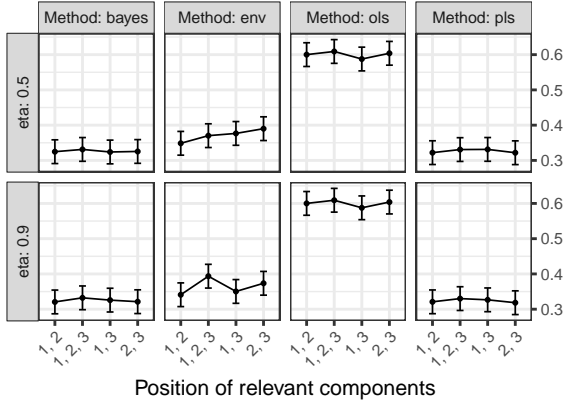 Method: bayes Method: env Method: ols Method: pls
eta: 0.5
0.6
0.5
0.4
0.3
eta: 0.9
0.6
0.5
0.4
0.3
1, 2 1, 2, 3 1, 3 2, 3 1, 2 1, 2, 3 1, 3 2, 3 1, 2 1, 2, 3 1, 3 2, 3 1, 2 1, 2, 3 1, 3 2, 3
Position of relevant components